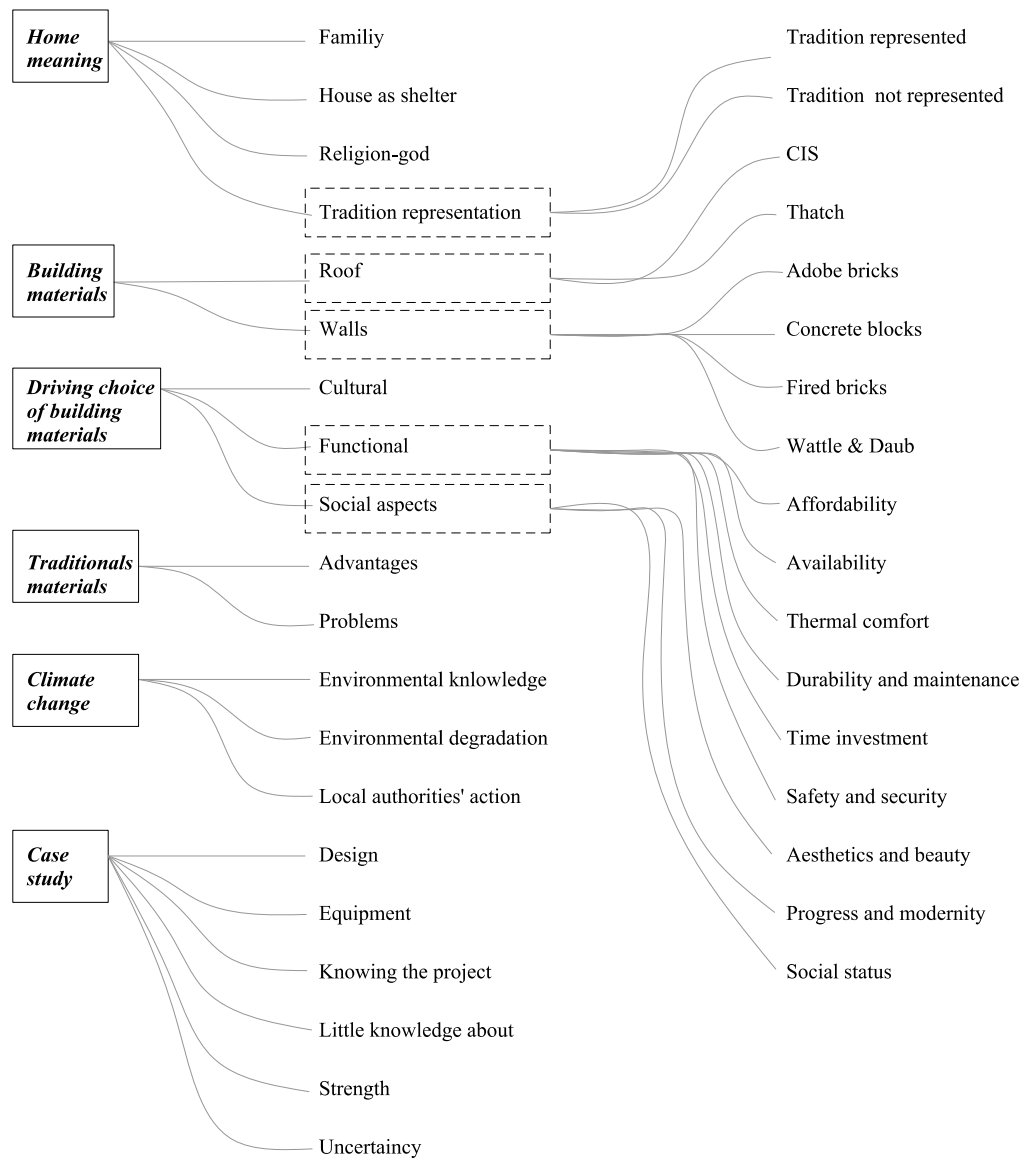 Home
meaning
Familiy
House as shelter
Religion-god
Tradition representation
Tradition represented
Tradition not represented
Building
materials
Roof
Walls
CIS
Thatch
Adobe bricks
Concrete blocks
Fired bricks
Wattle & Daub
Driving choice
of building
materials
Cultural
Functional
Social aspects
Affordability
Availability
Thermal comfort
Durability and maintenance
Time investment
Safety and security
Aesthetics and beauty
Progress and modernity
Social status
Traditionals
materials
Advantages
Problems
Climate
change
Environmental knlowledge
Environmental degradation
Local authorities' action
Case
study
Design
Equipment
Knowing the project
Little knowledge about
Strength
Uncertaincy